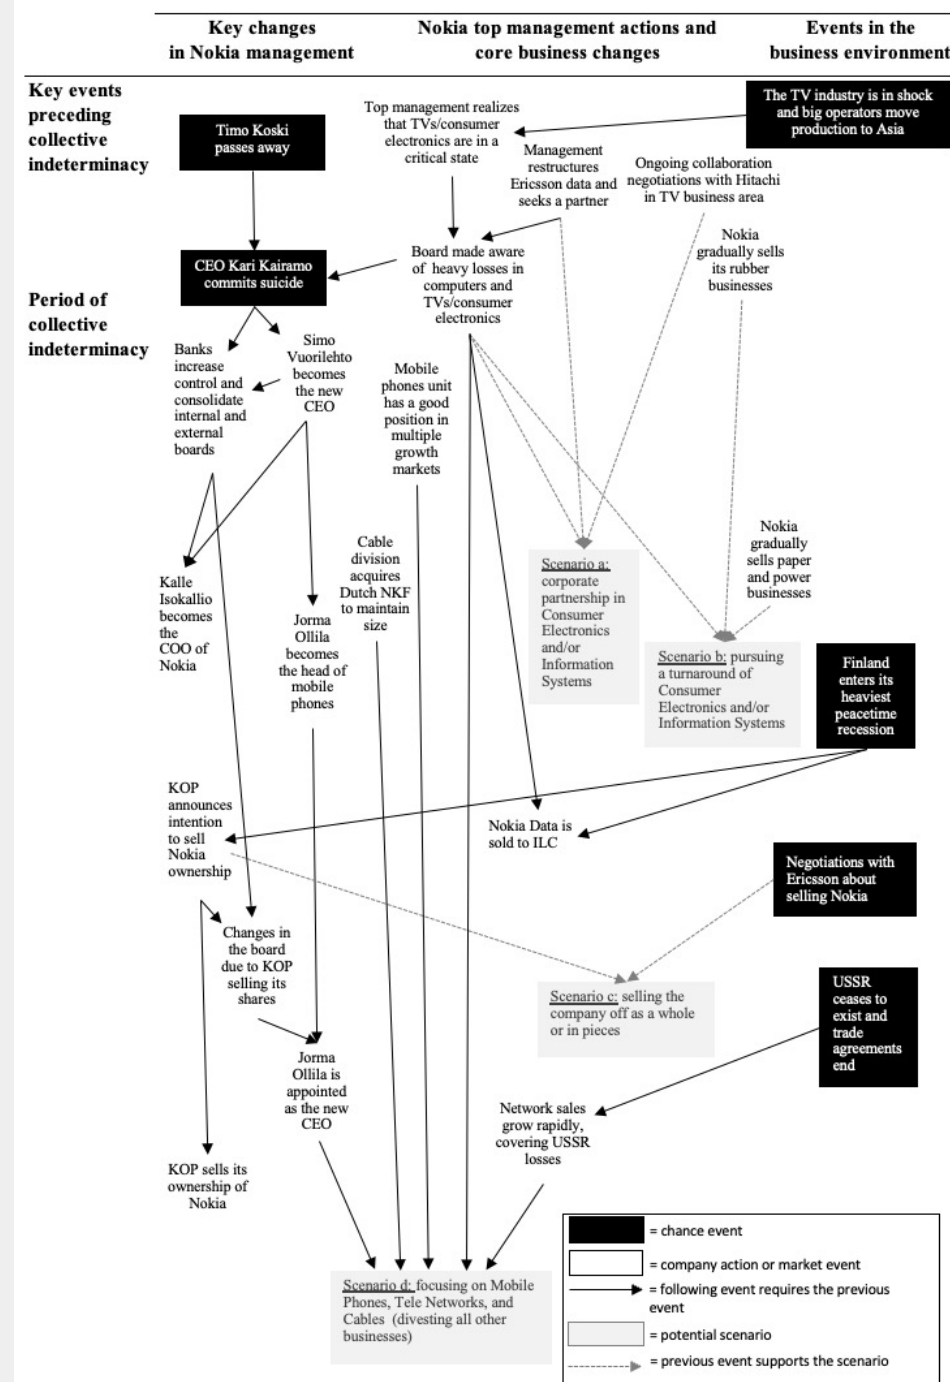 Key changes
in Nokia management
Nokia top management actions and
core business changes
Events in the
business environment
Key events
preceding
collective
indeterminacy
Timo Koski
passes away
Top management realizes
that TVs/consumer
electronics are in a
critical state
The TV industry is in shock
and big operators move
production to Asia
Management
restructures
Ericsson data and
seeks a partner
Ongoing collaboration
negotiations with Hitachi
in TV business area
Nokia
gradually sells
its rubber
businesses
CEO Kari Kairamo
commits suicide
Board made aware
of heavy losses in
computers and
TVs/consumer
electronics
Period of
collective
indeterminacy
Banks
increase
control and
consolidate
internal and
external
boards
Simo
Vuorilehto
becomes
the new
CEO
Mobile
phones unit
has a good
position in
multiple
growth
markets
Cable
division
acquires
Dutch NKF
to maintain
size
Nokia
gradually
sells paper
and power
businesses
Scenario a:
corporate
partnership in
Consumer
Electronics
and/or
Information
Systems
Kalle
Isokallio
becomes
the
COO of
Nokia
Jorma
Ollila
becomes
the head of
mobile
phones
Scenario b: pursuing
a turnaround of
Consumer
Electronics and/or
Information Systems
Finland
enters its
heaviest
peacetime
recession
KOP
announces
intention
to sell
Nokia
ownership
Nokia Data is
sold to ILC
Negotiations with
Ericsson about
selling Nokia
Changes in
the board
due to KOP
selling its
shares
Scenario c: selling the
company off as a whole
or in pieces
USSR
ceases to
exist and
trade
agreements
end
Jorma
Ollila is
appointed
as the new
CEO
Network sales
grow rapidly,
covering USSR
losses
KOP sells its
ownership of
Nokia
Scenario d: focusing on Mobile
Phones, Tele Networks, and
Cables (divesting all other
businesses)
= chance event
= company action or market event
= following event requires the previous
event
= potential scenario
= previous event supports the scenario